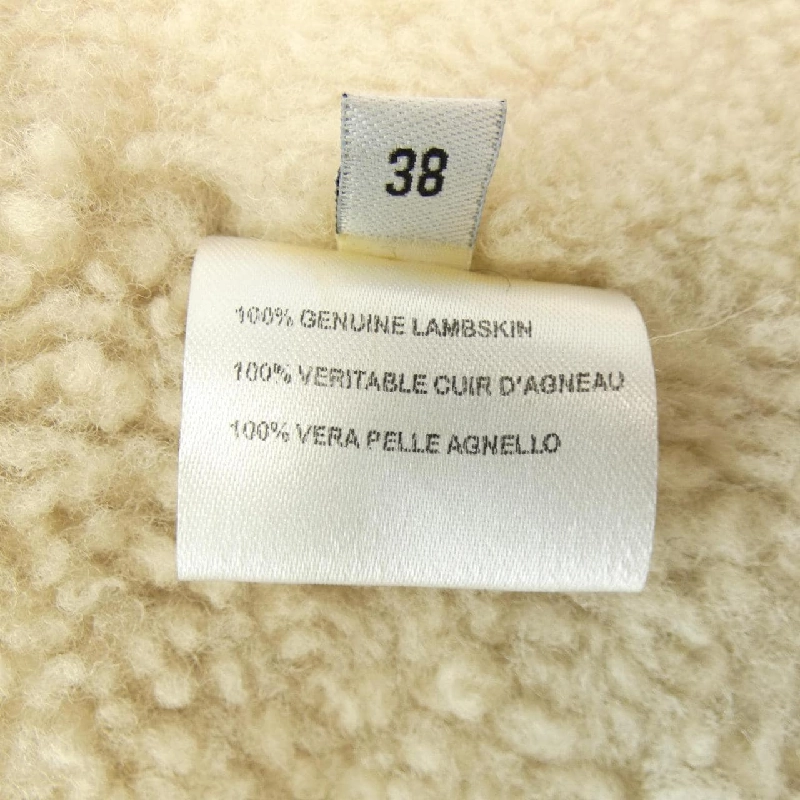 38
100% GENUINE LAMBSKIN
100% VERITABLE CUIR D'AGNEAU
100% VERA PELLE AGNELLO